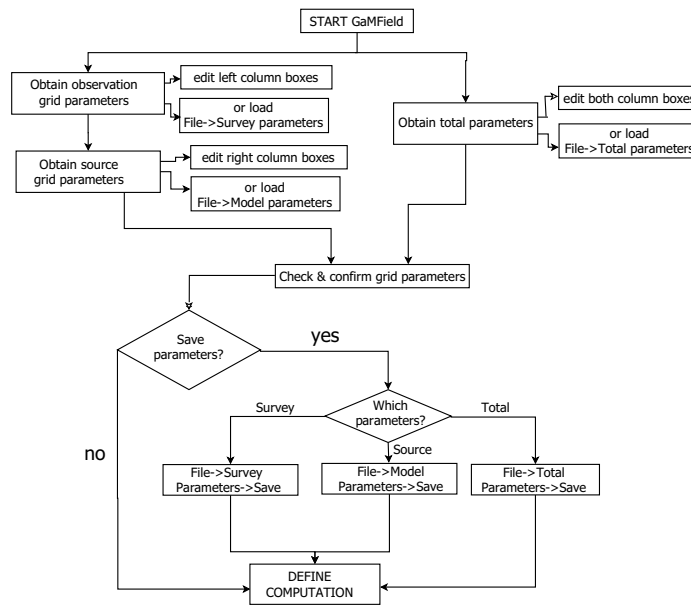 START GaMField
Obtain observation
grid parameters
edit left column boxes
or load
File->Survey parameters
Obtain source
grid parameters
edit right column boxes
or load
File->Model parameters
Obtain total parameters
edit both column boxes
or load
File->Total parameters
Check & confirm grid parameters
Save
parameters?
yes
no
Which
parameters?
Survey
Source
Total
File->Survey
Parameters->Save
File->Model
Parameters->Save
File->Total
Parameters->Save
DEFINE
COMPUTATION